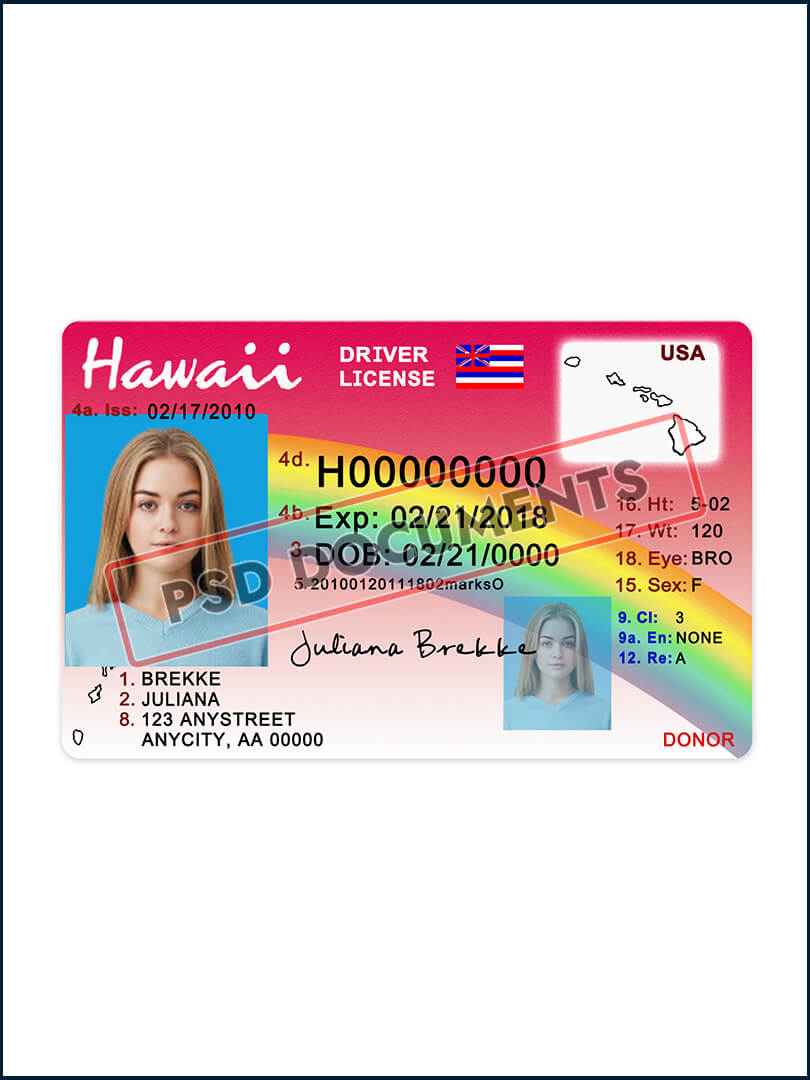 Hawaii
DRIVER
LICENSE
USA
4a. Iss: 02/17/2010
4d. H00000000
4b. Exp: 02/21/2018
3. DOB: 02/21/0000
5. 20100120111802marksO
16. Ht: 5-02
17. Wt: 120
18. Eye: BRO
15. Sex: F
9. Cl: 3
9a. En: NONE
12. Re: A
PSD DOCUMENTS
Juliana Brekke
1. BREKKE
2. JULIANA
8. 123 ANYSTREET
ANYCITY, AA 00000
DONOR